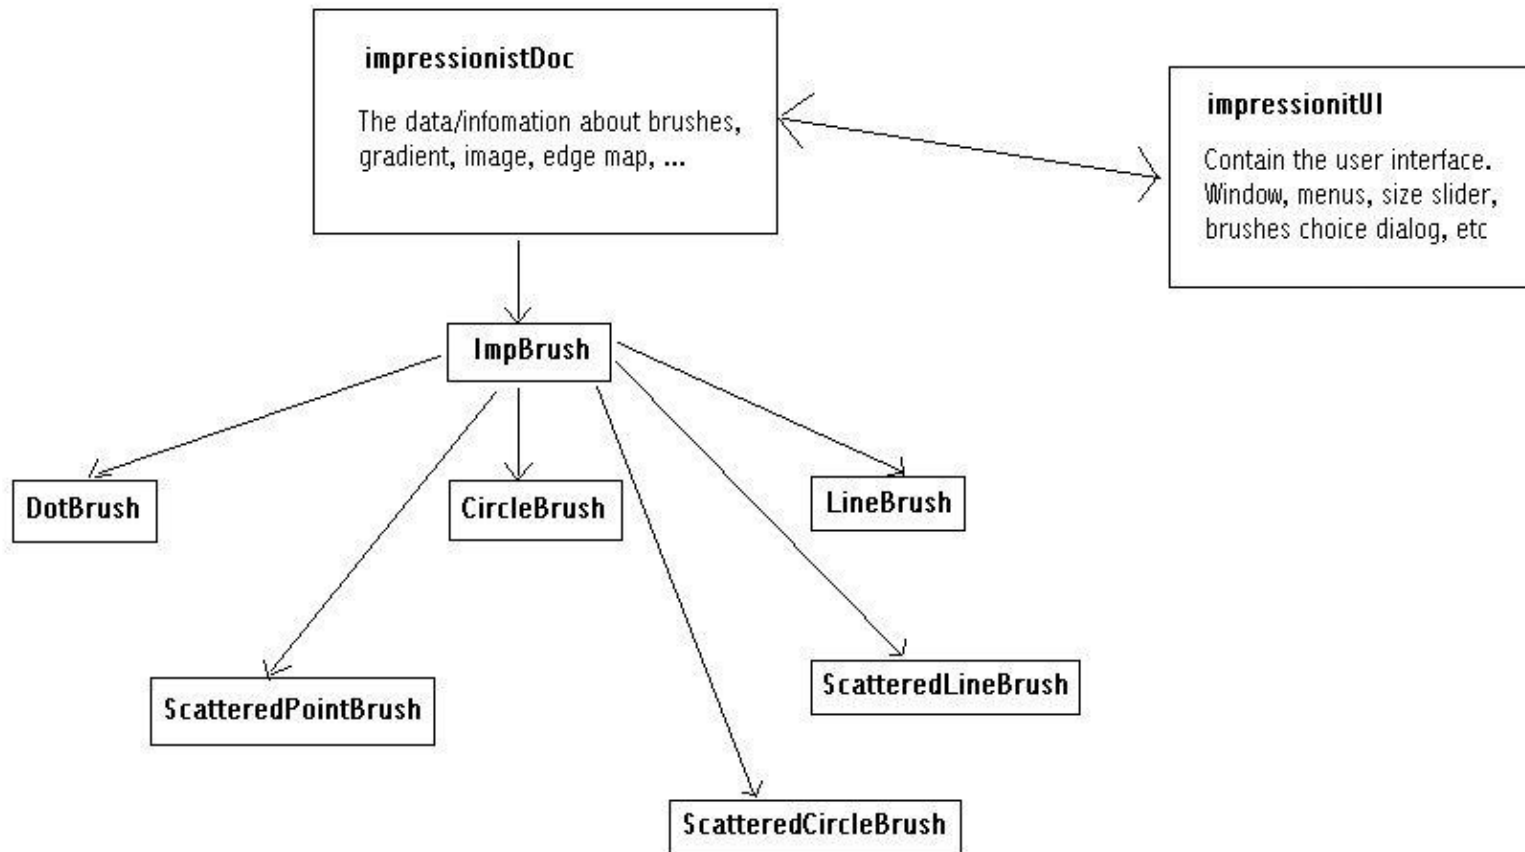 impressionistDoc
The data/infomation about brushes,
gradient, image, edge map, ...
impressionitUI
Contain the user interface.
Window, menus, size slider,
brushes choice dialog, etc
ImpBrush
DotBrush
CircleBrush
LineBrush
ScatteredPointBrush
ScatteredLineBrush
ScatteredCircleBrush